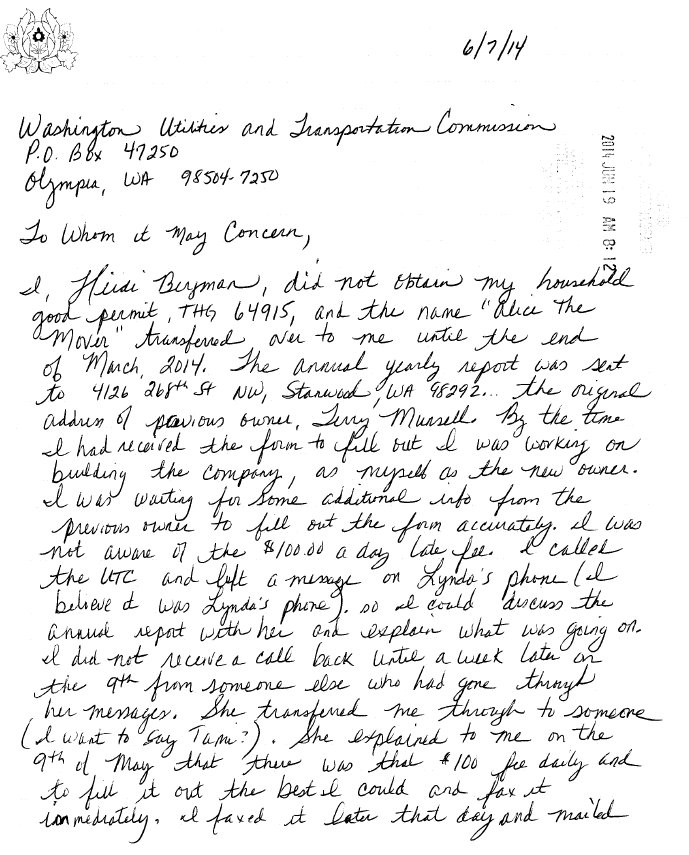 6/7/14
Washington Utilities and Transportation Commission
P.O. Box 47250
Olympia, WA 98504-7250
2014 JUN 19 AM 8:12
To Whom it May Concern,
I, Heidi Bergman, did not obtain my household
good permit, THG 64915, and the name "Alice The
Mover" transferred over to me until the end
of March, 2014. The annual yearly report was sent
to 4126 268th St NW, Stanwood, WA 98292... the original
address of previous owner, Terry Munsell. By the time
I had received the form to fill out I was working on
building the company, as myself as the new owner.
I was waiting for some additional info from the
previous owner to fill out the form accurately. I was
not aware of the $100.00 a day late fee. I called
the UTC and left a message on Lynda's phone (I
believe it was Lynda's phone). so I could discuss the
annual report with her and explain what was going on.
I did not receive a call back until a week later on
the 9th from someone else who had gone through
her messages. She transferred me through to someone
(I want to say Tami?). She explained to me on the
9th of May that there was that $100 fee daily and
to fill it out the best I could and fax it
immediately. I faxed it later that day and mailed